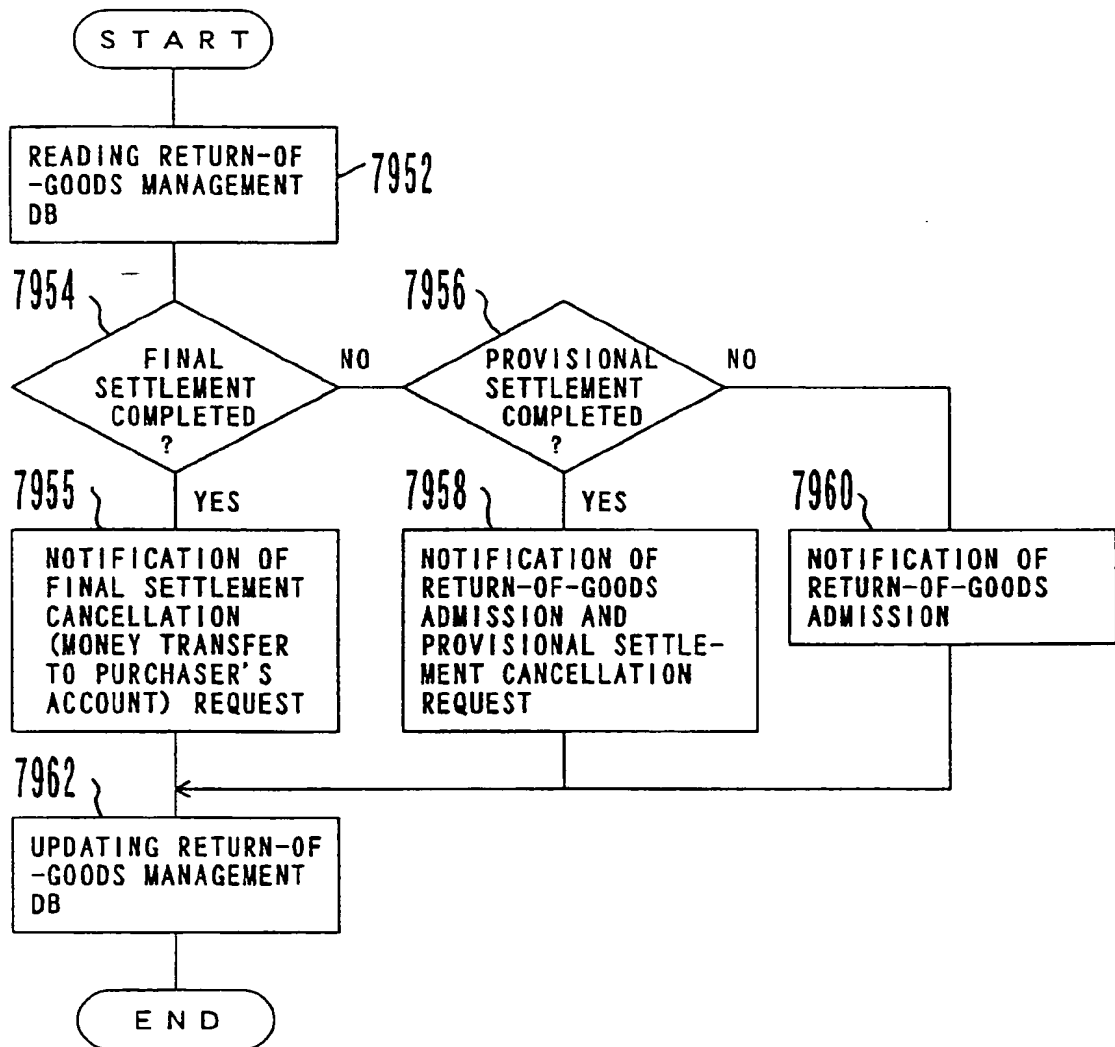 START
READING RETURN-OF
-GOODS MANAGEMENT
DB
7952
7954
FINAL
SETTLEMENT
COMPLETED
?
NO
YES
7956
PROVISIONAL
SETTLEMENT
COMPLETED
?
NO
YES
7955
NOTIFICATION OF
FINAL SETTLEMENT
CANCELLATION
(MONEY TRANSFER
TO PURCHASER'S
ACCOUNT) REQUEST
7958
NOTIFICATION OF
RETURN-OF-GOODS
ADMISSION AND
PROVISIONAL SETTLE-
MENT CANCELLATION
REQUEST
7960
NOTIFICATION OF
RETURN-OF-GOODS
ADMISSION
7962
UPDATING RETURN-OF
-GOODS MANAGEMENT
DB
END